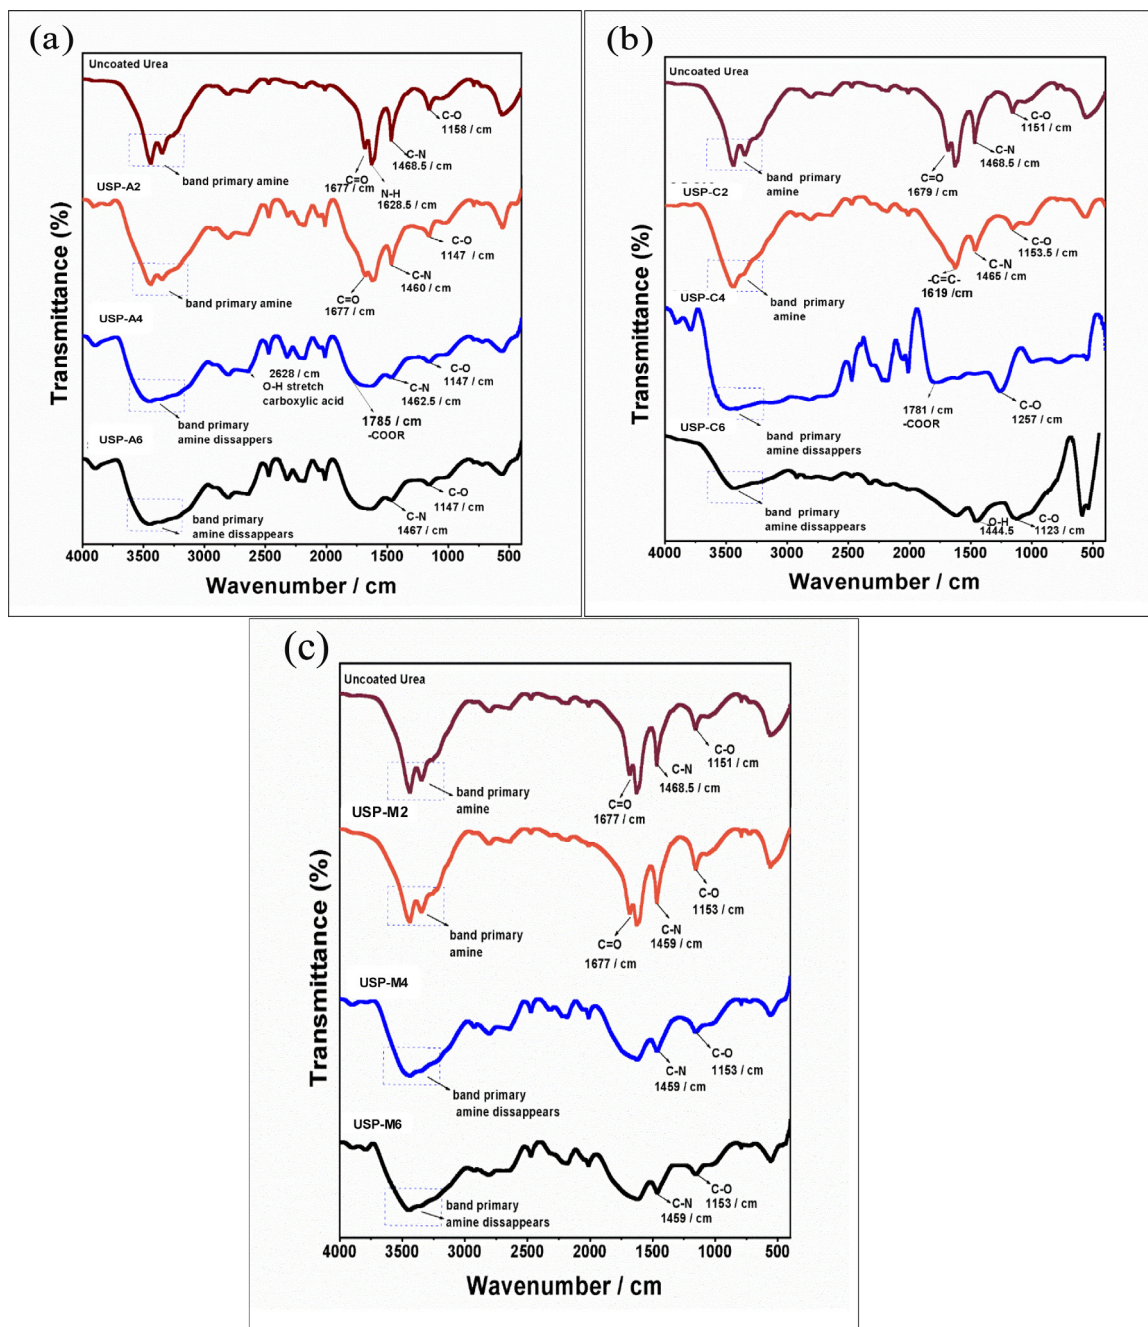 (a)
Uncoated Urea
C-O
1158 / cm
C-N
1468.5 / cm
C=O
1677 / cm
N-H
1628.5 / cm
band primary amine
USP-A2
C-O
1147 / cm
C-N
1460 / cm
C=O
1677 / cm
band primary amine
USP-A4
2628 / cm
O-H stretch
carboxylic acid
C-O
1147 / cm
C-N
1462.5 / cm
1785 / cm
-COOR
band primary
amine dissappers
USP-A6
C-O
1147 / cm
C-N
1467 / cm
band primary
amine dissappears
Transmittance (%)
4000 3500 3000 2500 2000 1500 1000 500
Wavenumber / cm
(b)
Uncoated Urea
C-O
1151 / cm
C-N
1468.5 / cm
C=O
1679 / cm
band primary
amine
USP-C2
C-O
1153.5 / cm
C-N
1465 / cm
-C=C-
1619 /cm
band primary
amine
USP-C4
1781 / cm
-COOR
C-O
1257 / cm
band primary
amine dissappers
USP-C6
O-H
1444.5
C-O
1123 / cm
band primary
amine dissappears
Transmittance (%)
4000 3500 3000 2500 2000 1500 1000 500
Wavenumber / cm
(c)
Uncoated Urea
C-O
1151 / cm
C-N
1468.5 / cm
C=O
1677 / cm
band primary
amine
USP-M2
C-O
1153 / cm
C-N
1459 / cm
C=O
1677 / cm
band primary
amine
USP-M4
C-O
1153 / cm
C-N
1459 / cm
band primary
amine dissappears
USP-M6
C-O
1153 / cm
C-N
1459 / cm
band primary
amine dissappears
Transmittance (%)
4000 3500 3000 2500 2000 1500 1000 500
Wavenumber / cm